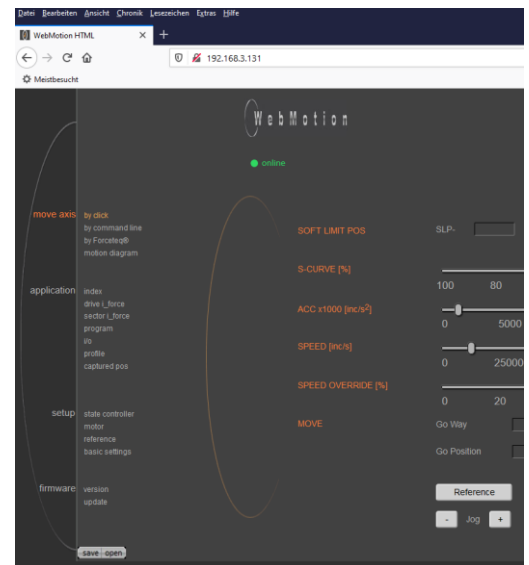 Datei Bearbeiten Ansicht Chronik Lesezeichen Extras Hilfe
WebMotion HTML
192.168.3.131
Meistbesucht
WebMotion
online
move axis
by click
by command line
by Forceteq®
motion diagram
application
index
drive i_force
sector i_force
program
i/o
profile
captured pos
setup
state controller
motor
reference
basic settings
firmware
version
update
save open
SOFT LIMIT POS SLP-
S-CURVE [%]
100 80
ACC x1000 [inc/s²]
0 5000
SPEED [inc/s]
0 25000
SPEED OVERRIDE [%]
0 20
MOVE Go Way
Go Position
Reference
- Jog +